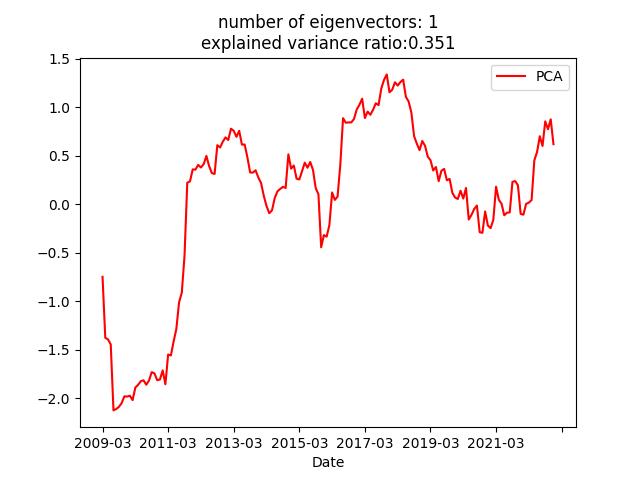 number of eigenvectors: 1
explained variance ratio:0.351
PCA
1.5
1.0
0.5
0.0
−0.5
−1.0
−1.5
−2.0
2009-03 2011-03 2013-03 2015-03 2017-03 2019-03 2021-03
Date